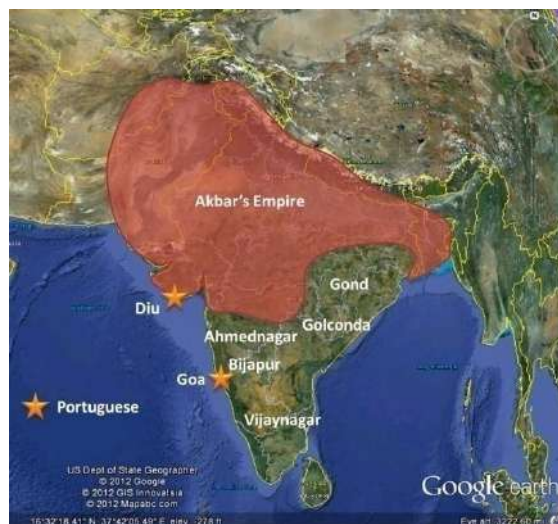 Akbar's Empire
Gond
Diu
Golconda
Ahmednagar
Bijapur
Goa
Portuguese
Vijaynagar
US Dept of State Geographer
© 2012 Google
© 2012 GIS Innovatsia
© 2012 Mapabc.com
Google earth